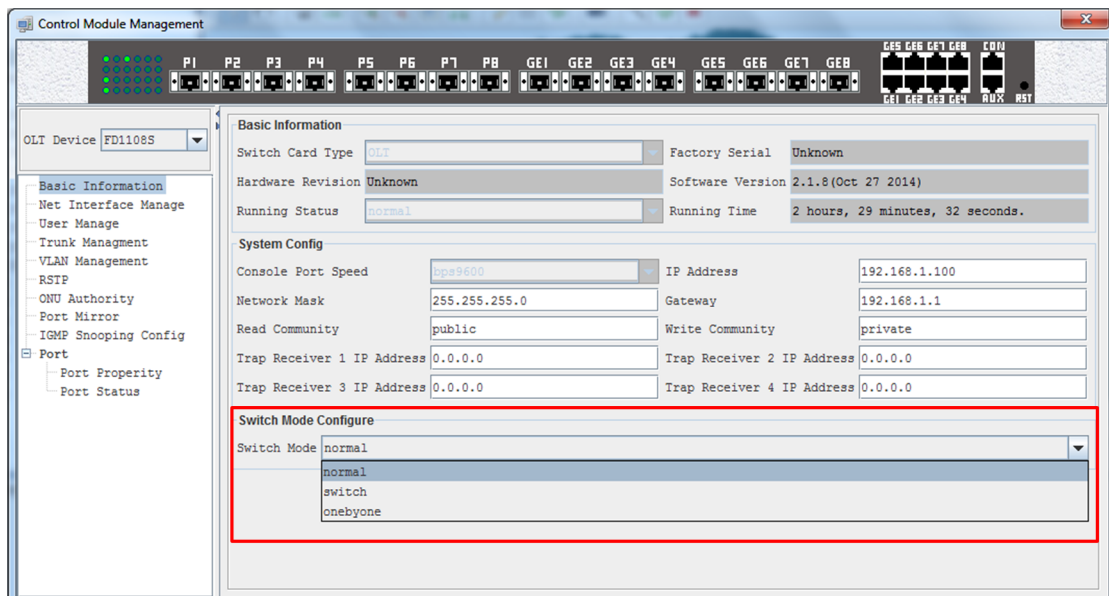 Control Module Management
GE5 GE6 GE7 GE8 CON
P1 P2 P3 P4 P5 P6 P7 P8 GE1 GE2 GE3 GE4 GE5 GE6 GE7 GE8
GE1 GE2 GE3 GE4 AUX RST
OLT Device FD1108S
Basic Information
Net Interface Manage
User Manage
Trunk Managment
VLAN Management
RSTP
ONU Authority
Port Mirror
IGMP Snooping Config
Port
Port Properity
Port Status
Basic Information
Switch Card Type OLT Factory Serial Unknown
Hardware Revision Unknown Software Version 2.1.8(Oct 27 2014)
Running Status normal Running Time 2 hours, 29 minutes, 32 seconds.
System Config
Console Port Speed bps9600 IP Address 192.168.1.100
Network Mask 255.255.255.0 Gateway 192.168.1.1
Read Community public Write Community private
Trap Receiver 1 IP Address 0.0.0.0 Trap Receiver 2 IP Address 0.0.0.0
Trap Receiver 3 IP Address 0.0.0.0 Trap Receiver 4 IP Address 0.0.0.0
Switch Mode Configure
Switch Mode normal
normal
switch
onebyone